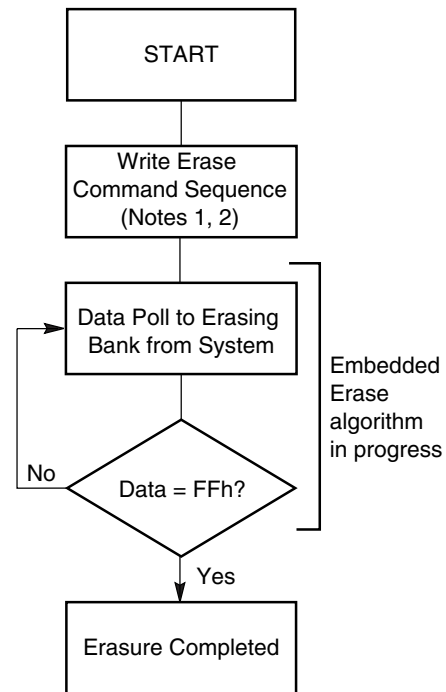 START
Write Erase
Command Sequence
(Notes 1, 2)
Data Poll to Erasing
Bank from System
Embedded
Erase
algorithm
in progress
No
Data = FFh?
Yes
Erasure Completed